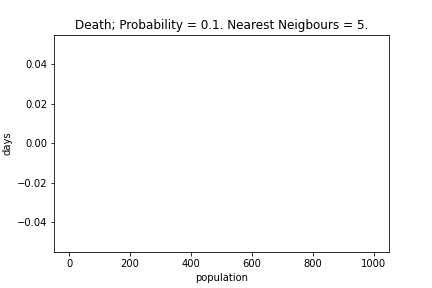 Death; Probability = 0.1. Nearest Neigbours = 5.
0.04
0.02
0.00
−0.02
−0.04
days
0 200 400 600 800 1000
population